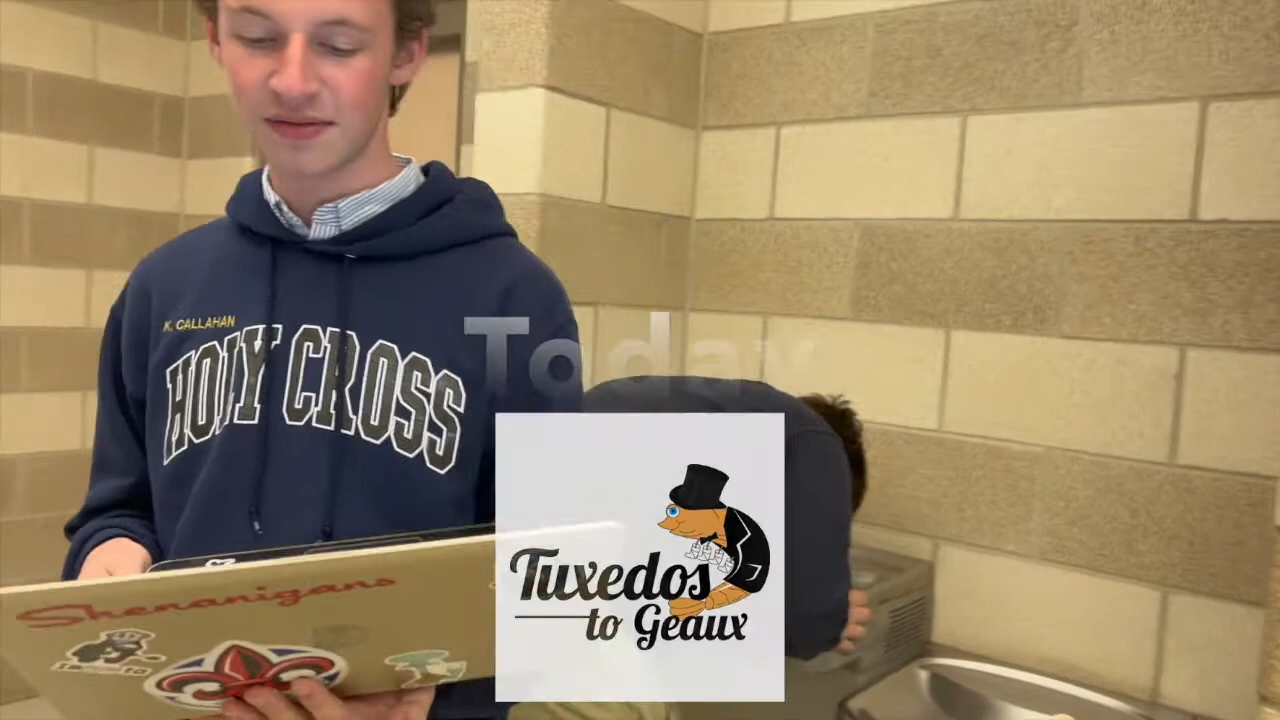 K. CALLAHAN
HOLY CROSS
Today
Shenanigans
Tuxedos
to Geaux